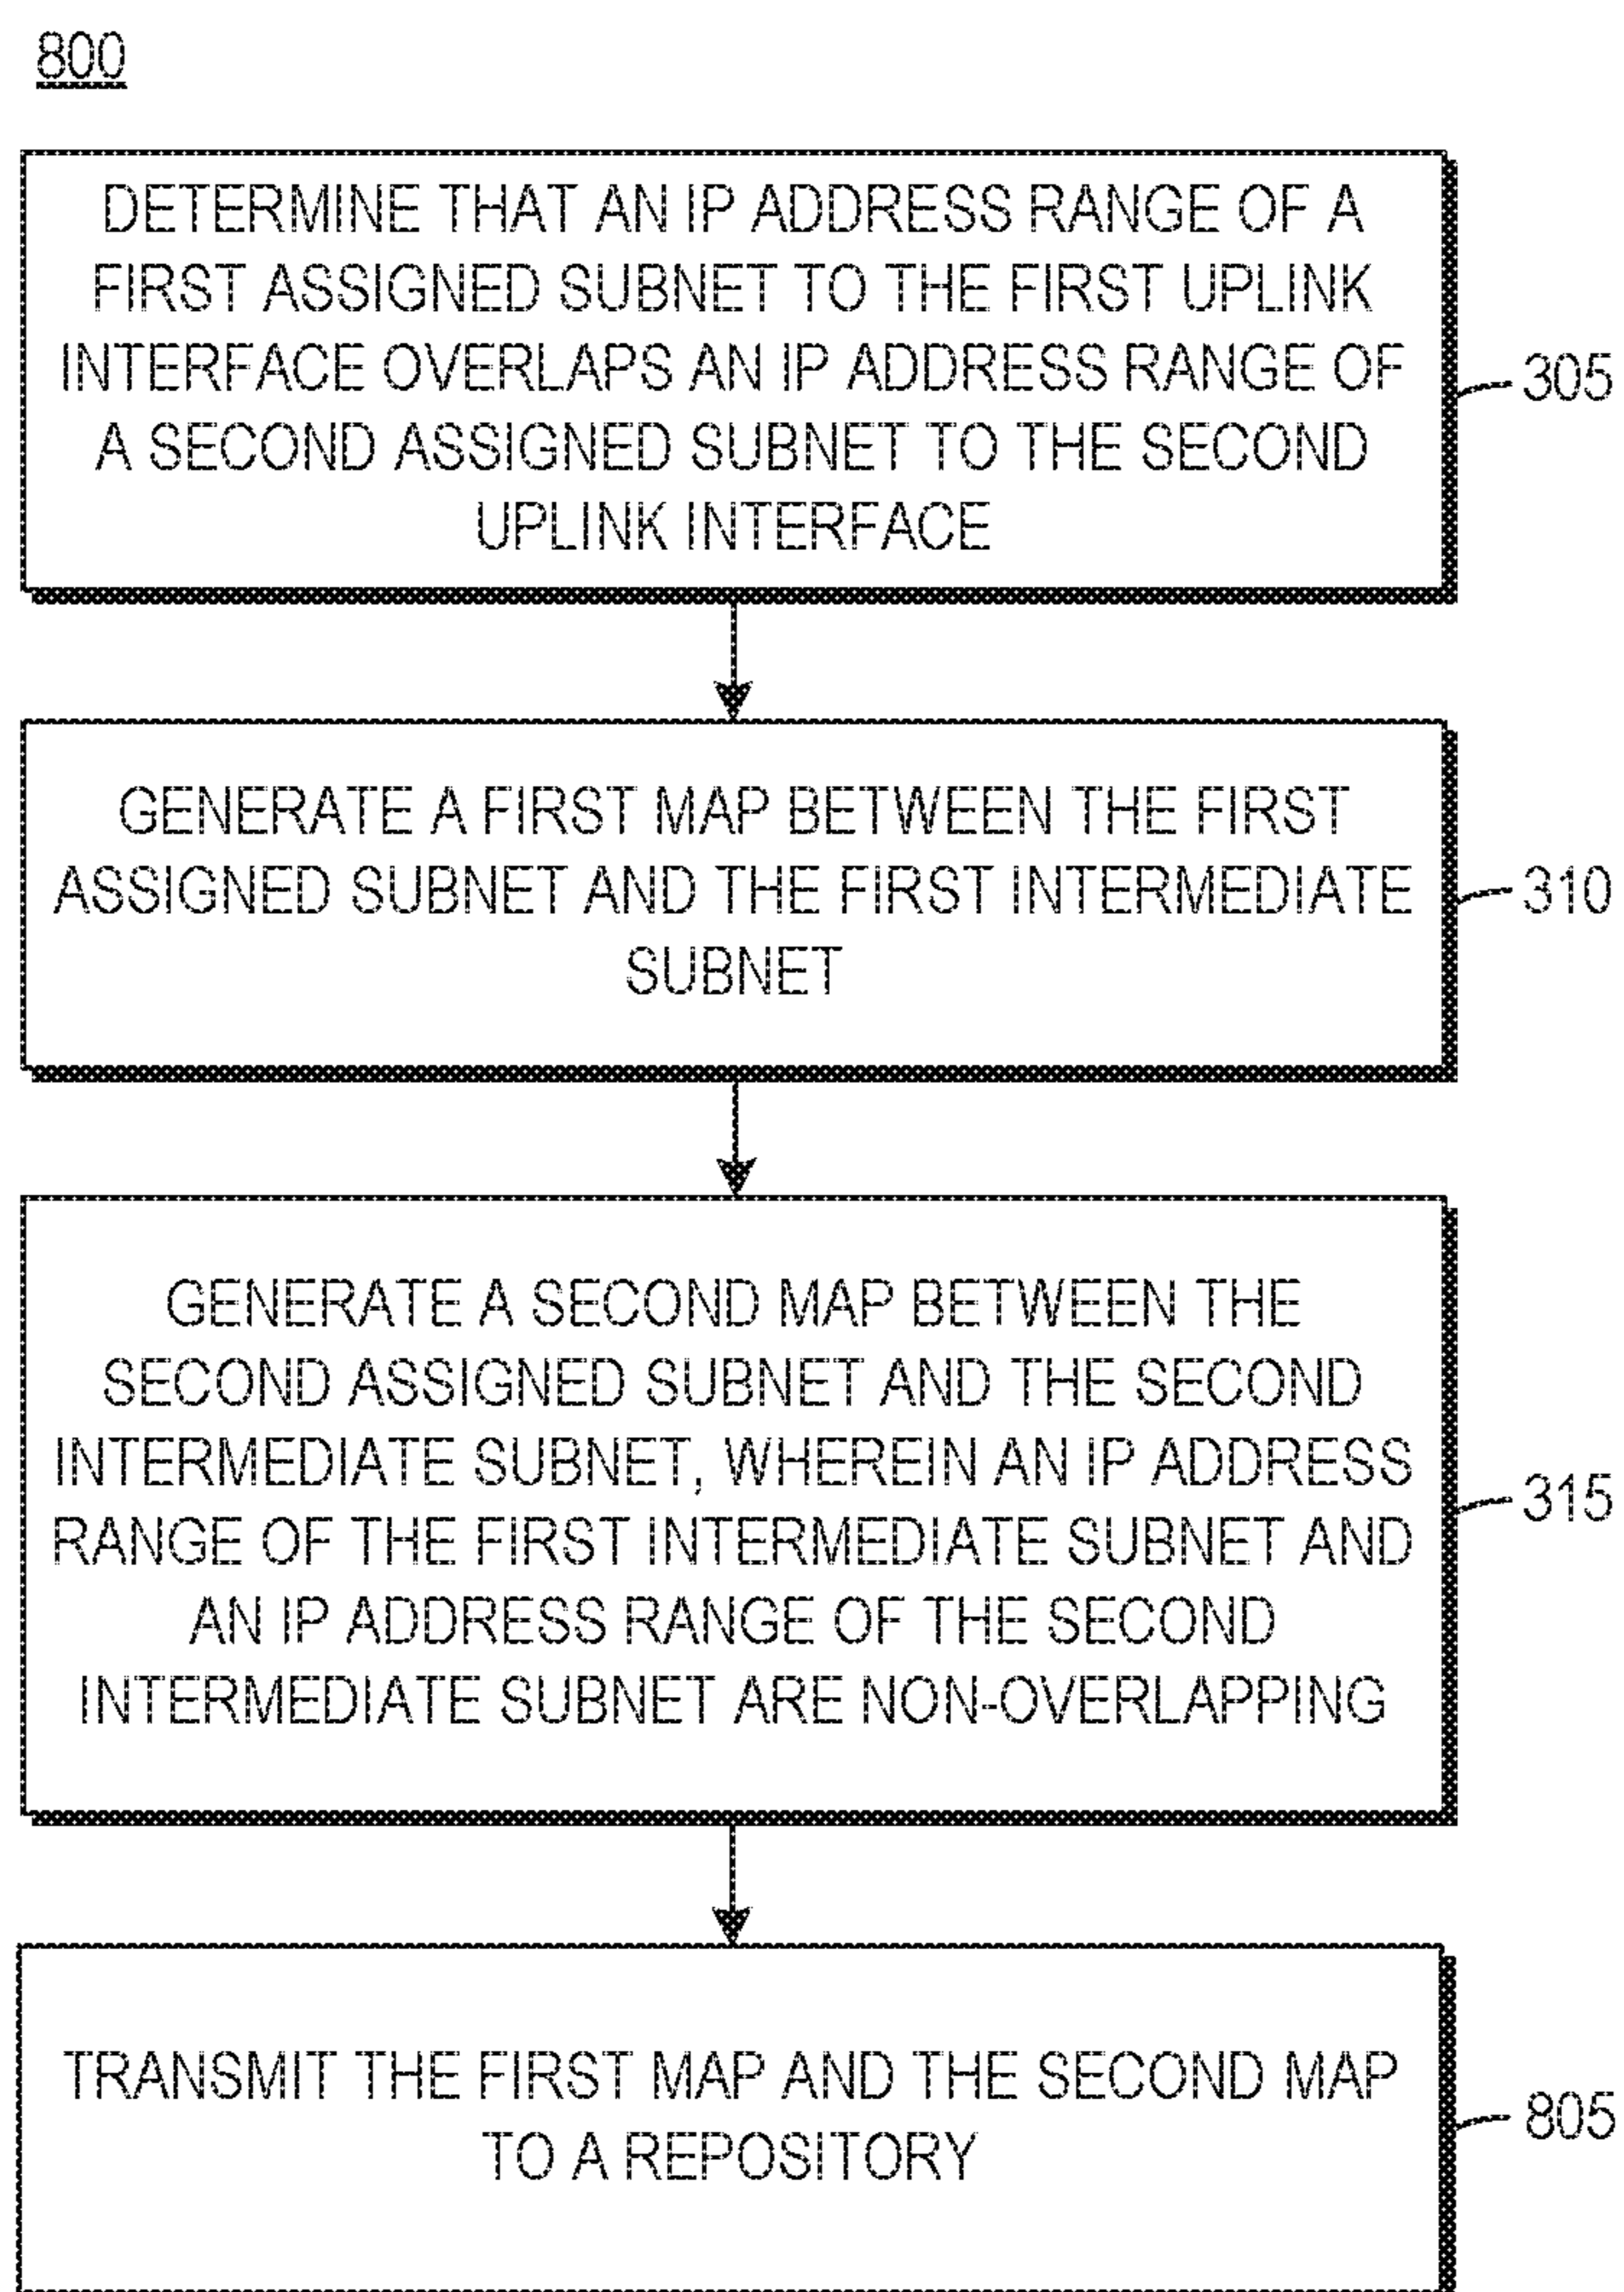 800
DETERMINE THAT AN IP ADDRESS RANGE OF A
FIRST ASSIGNED SUBNET TO THE FIRST UPLINK
INTERFACE OVERLAPS AN IP ADDRESS RANGE OF
A SECOND ASSIGNED SUBNET TO THE SECOND
UPLINK INTERFACE
305
GENERATE A FIRST MAP BETWEEN THE FIRST
ASSIGNED SUBNET AND THE FIRST INTERMEDIATE
SUBNET
310
GENERATE A SECOND MAP BETWEEN THE
SECOND ASSIGNED SUBNET AND THE SECOND
INTERMEDIATE SUBNET, WHEREIN AN IP ADDRESS
RANGE OF THE FIRST INTERMEDIATE SUBNET AND
AN IP ADDRESS RANGE OF THE SECOND
INTERMEDIATE SUBNET ARE NON-OVERLAPPING
315
TRANSMIT THE FIRST MAP AND THE SECOND MAP
TO A REPOSITORY
805